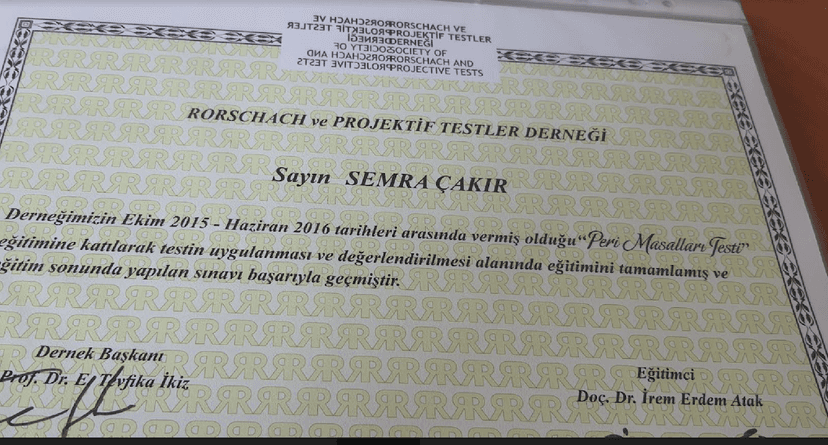 RORSCHACH VE
PROJEKTİF TESTLER
DERNEĞİ
SOCIETY OF
RORSCHACH AND
PROJECTIVE TESTS
RORSCHACH ve PROJEKTİF TESTLER DERNEĞİ
Sayın SEMRA ÇAKIR
Derneğimizin Ekim 2015 - Haziran 2016 tarihleri arasında vermiş olduğu "Peri Masalları Testi"
eğitimine katılarak testin uygulanması ve değerlendirilmesi alanında eğitimini tamamlamış ve
eğitim sonunda yapılan sınavı başarıyla geçmiştir.
Dernek Başkanı
Prof. Dr. E. Tevfika İkiz
Eğitimci
Doç. Dr. İrem Erdem Atak